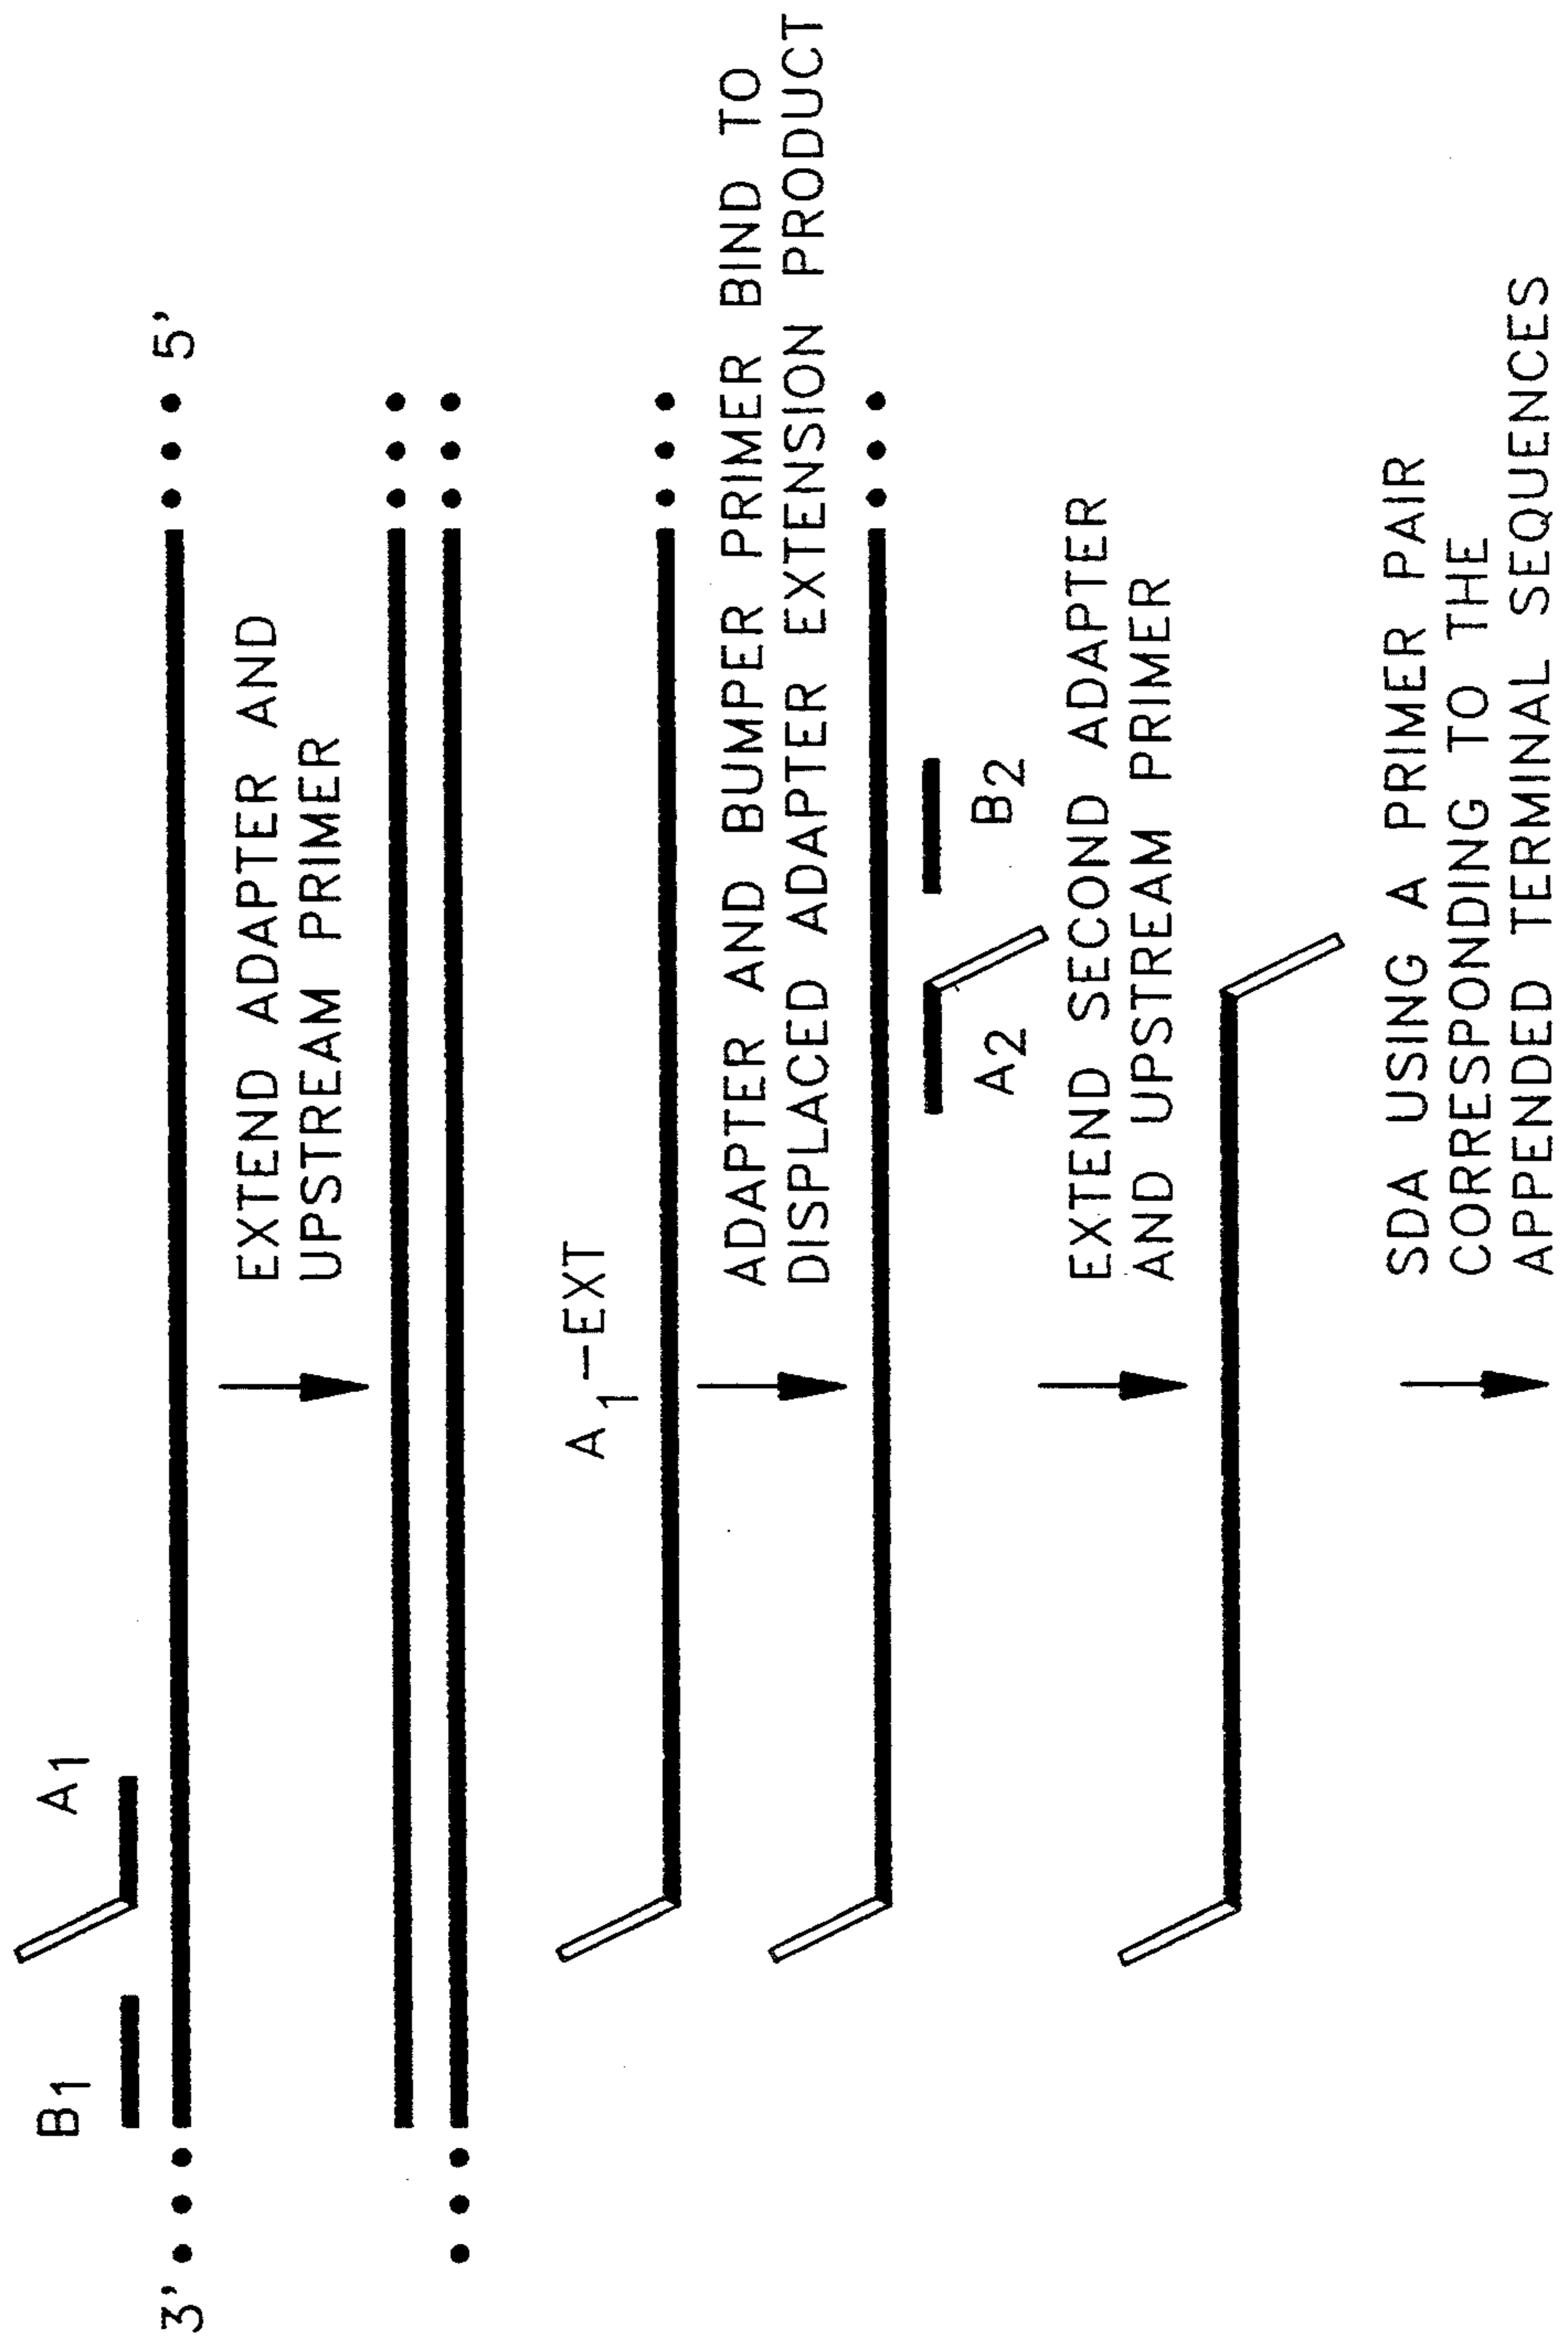 B1 A1
3' 5'
EXTEND ADAPTER AND
UPSTREAM PRIMER
A1-EXT
ADAPTER AND BUMPER PRIMER BIND TO
DISPLACED ADAPTER EXTENSION PRODUCT
A2 B2
EXTEND SECOND ADAPTER
AND UPSTREAM PRIMER
SDA USING A PRIMER PAIR
CORRESPONDING TO THE
APPENDED TERMINAL SEQUENCES